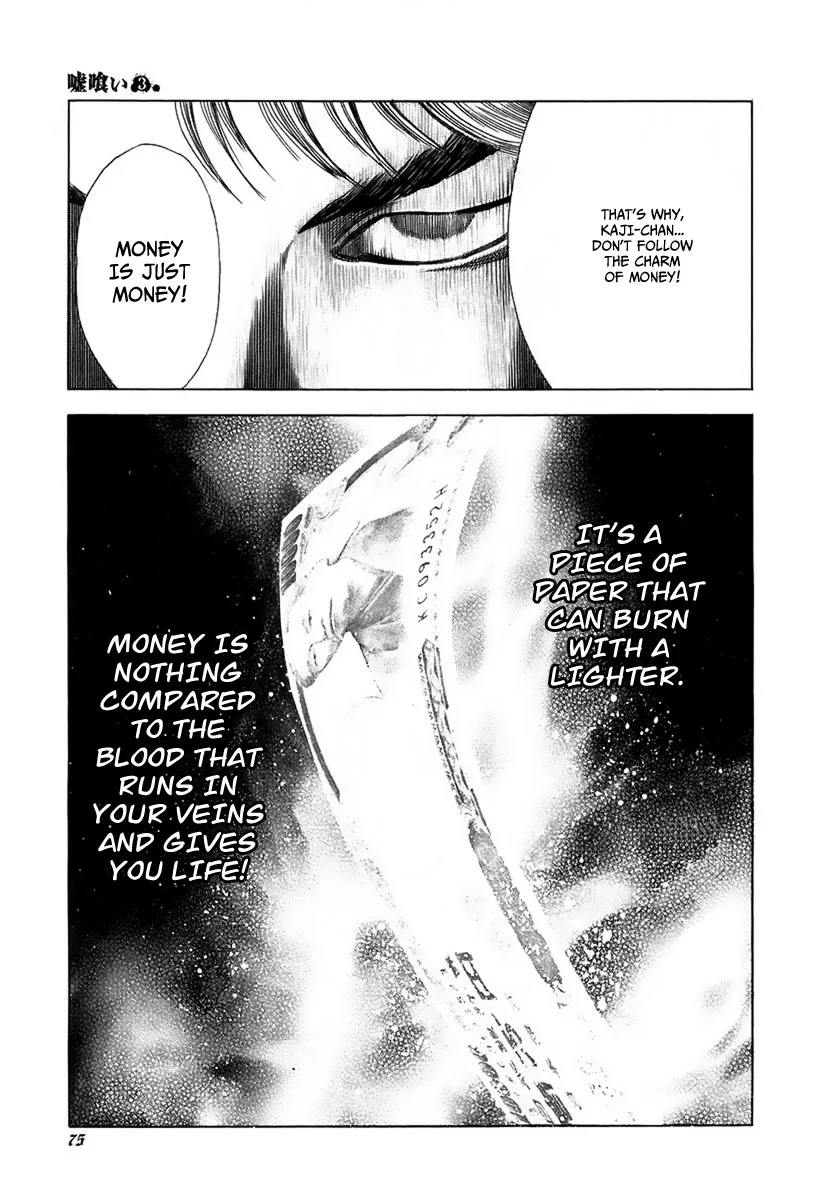 嘘喰い 3
THAT'S WHY,
KAJI-CHAN...
DON'T FOLLOW
THE CHARM
OF MONEY!
MONEY
IS JUST
MONEY!
IT'S A
PIECE OF
PAPER THAT
CAN BURN
WITH A
LIGHTER.
KC093352H
MONEY IS
NOTHING
COMPARED
TO THE
BLOOD THAT
RUNS IN
YOUR VEINS
AND GIVES
YOU LIFE!
75